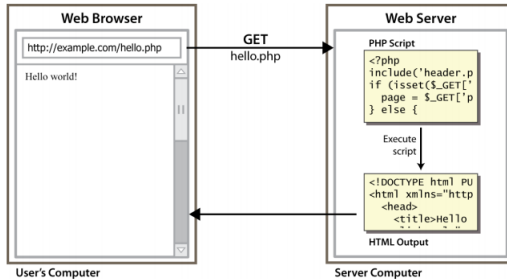 Web Browser
http://example.com/hello.php
Hello world!
User's Computer
GET
hello.php
Web Server
PHP Script
<?php
include('header.p
if (isset($_GET['
page = $_GET['p
} else {
Execute
script
<!DOCTYPE html PU
<html xmlns="http
<head>
<title>Hello
HTML Output
Server Computer